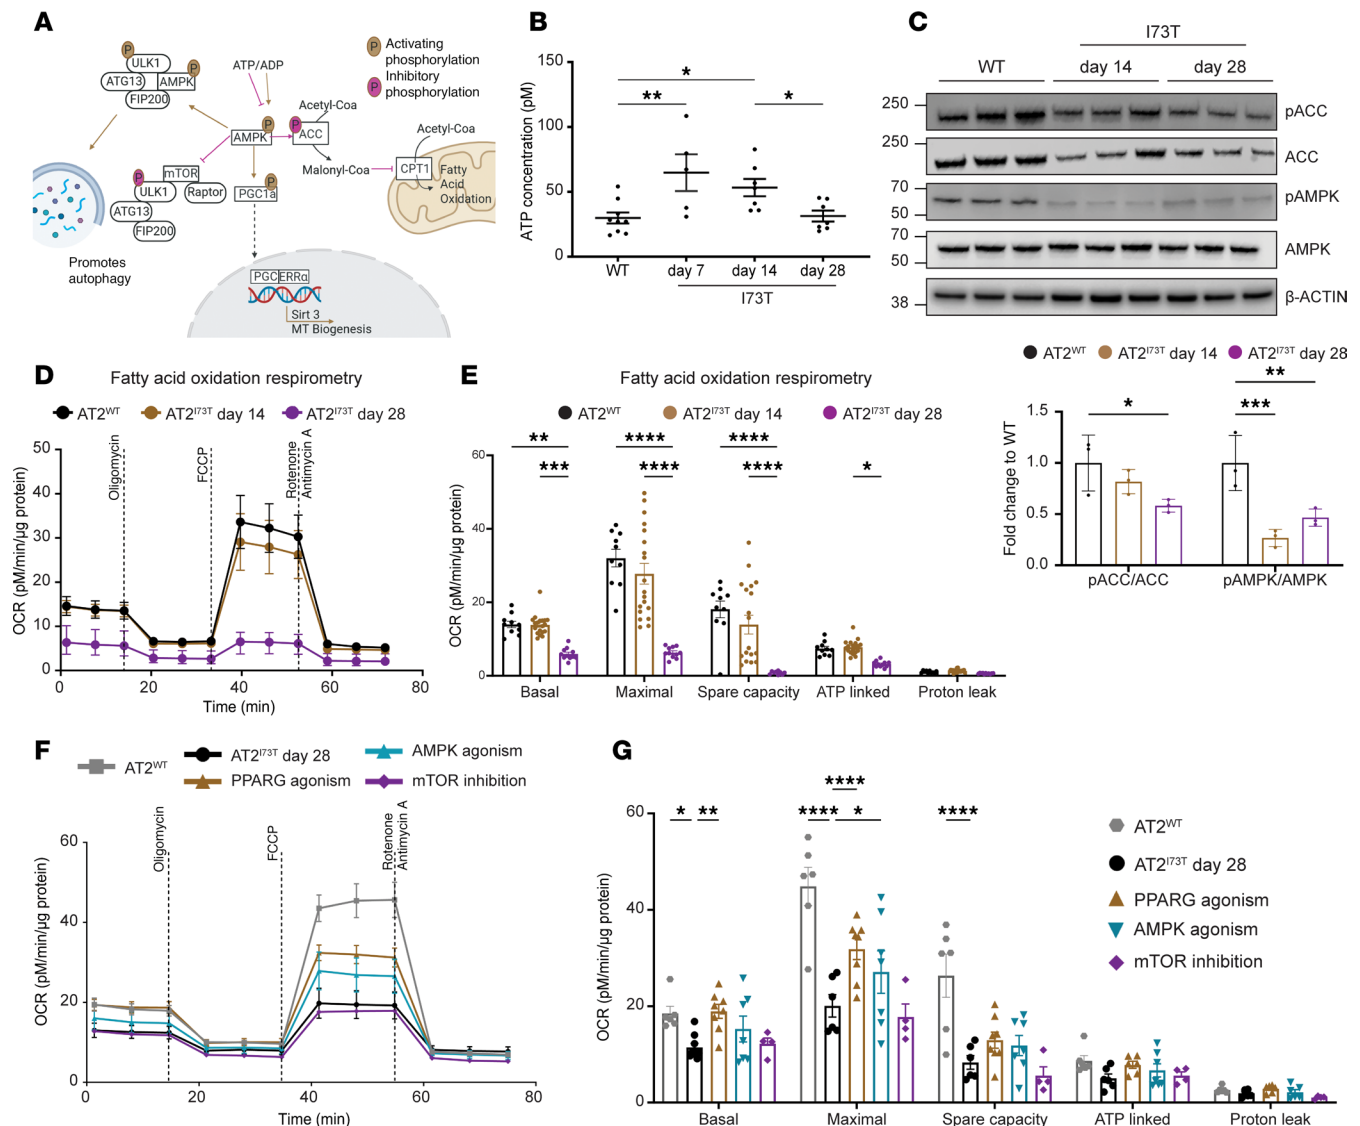 A
P
Activating
phosphorylation
P
Inhibitory
phosphorylation
P
ULK1
P
ATG13
AMPK
FIP200
ATP/ADP
Acetyl-Coa
P
P
AMPK
ACC
Acetyl-Coa
Malonyl-Coa
CPT1
Fatty
Acid
Oxidation
mTOR
P
ULK1
Raptor
P
PGC1a
ATG13
FIP200
Promotes
autophagy
PGC
ERRα
Sirt 3
MT Biogenesis
B
ATP concentration (pM)
150
100
50
0
*
**
*
WT
day 7
day 14
day 28
I73T
C
I73T
WT
day 14
day 28
250
pACC
250
ACC
70
50
pAMPK
70
50
AMPK
38
β-ACTIN
AT2WT
AT2I73T day 14
AT2I73T day 28
Fold change to WT
1.5
1.0
0.5
0.0
*
**
***
pACC/ACC
pAMPK/AMPK
D
Fatty acid oxidation respirometry
AT2WT
AT2I73T day 14
AT2I73T day 28
OCR (pM/min/µg protein)
50
40
30
20
10
0
Oligomycin
FCCP
Rotenone
Antimycin A
0
20
40
60
80
Time (min)
E
Fatty acid oxidation respirometry
AT2WT
AT2I73T day 14
AT2I73T day 28
OCR (pM/min/µg protein)
60
40
20
0
**
***
****
****
****
****
*
Basal
Maximal
Spare capacity
ATP linked
Proton leak
F
AT2WT
AT2I73T day 28
AMPK agonism
PPARG agonism
mTOR inhibition
OCR (pM/min/µg protein)
60
40
20
0
Oligomycin
FCCP
Rotenone
Antimycin A
0
20
40
60
80
Time (min)
G
OCR (pM/min/µg protein)
60
40
20
0
*
**
****
****
*
****
AT2WT
AT2I73T day 28
PPARG agonism
AMPK agonism
mTOR inhibition
Basal
Maximal
Spare capacity
ATP linked
Proton leak